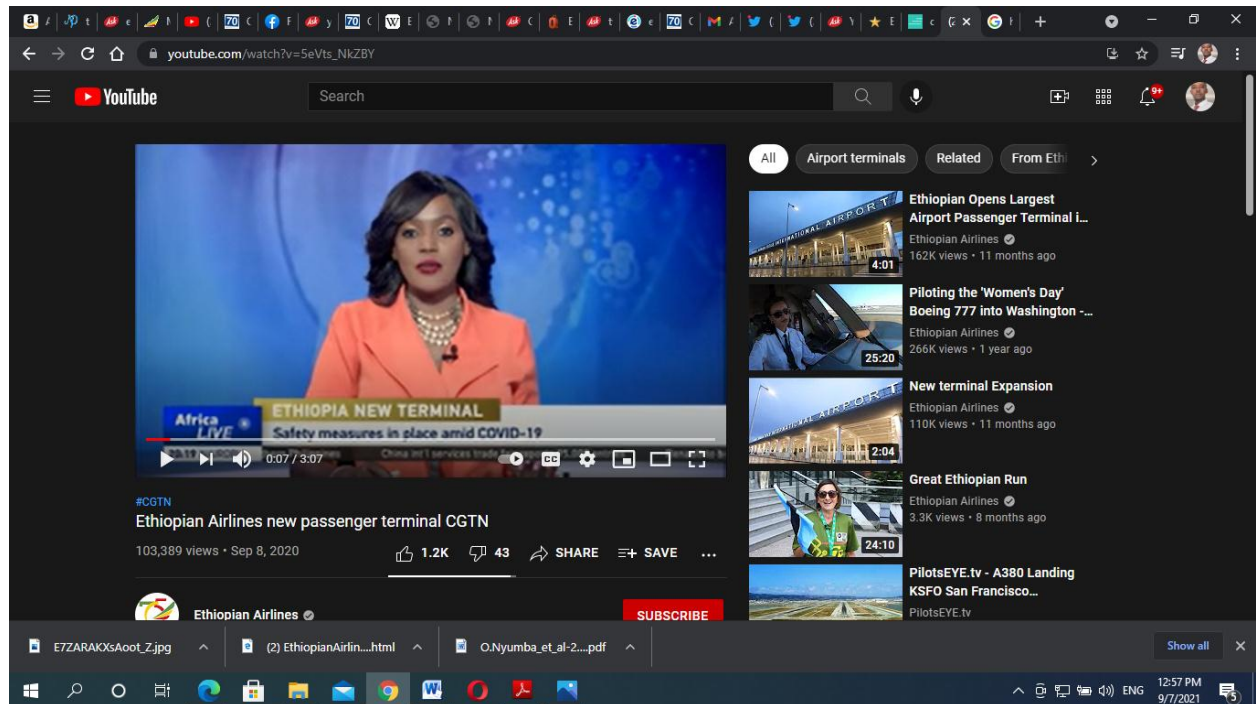 youtube.com/watch?v=5eVts_NkZBY
YouTube
Search
9+
All
Airport terminals
Related
From Ethi
INTERNATIONAL AIRPORT
4:01
Ethiopian Opens Largest
Airport Passenger Terminal i...
Ethiopian Airlines
162K views • 11 months ago
25:20
Piloting the 'Women's Day'
Boeing 777 into Washington -...
Ethiopian Airlines
266K views • 1 year ago
2:04
New terminal Expansion
Ethiopian Airlines
110K views • 11 months ago
24:10
Great Ethiopian Run
Ethiopian Airlines
3.3K views • 8 months ago
PilotsEYE.tv - A380 Landing
KSFO San Francisco...
PilotsEYE.tv
Africa
LIVE
ETHIOPIA NEW TERMINAL
Safety measures in place amid COVID-19
0:07 / 3:07
CC
#CGTN
Ethiopian Airlines new passenger terminal CGTN
103,389 views • Sep 8, 2020
1.2K
43
SHARE
SAVE
Ethiopian Airlines
SUBSCRIBE
E7ZARAKXsAoot_Z.jpg
(2) EthiopianAirlin....html
O.Nyumba_et_al-2....pdf
Show all
ENG
12:57 PM
9/7/2021
5